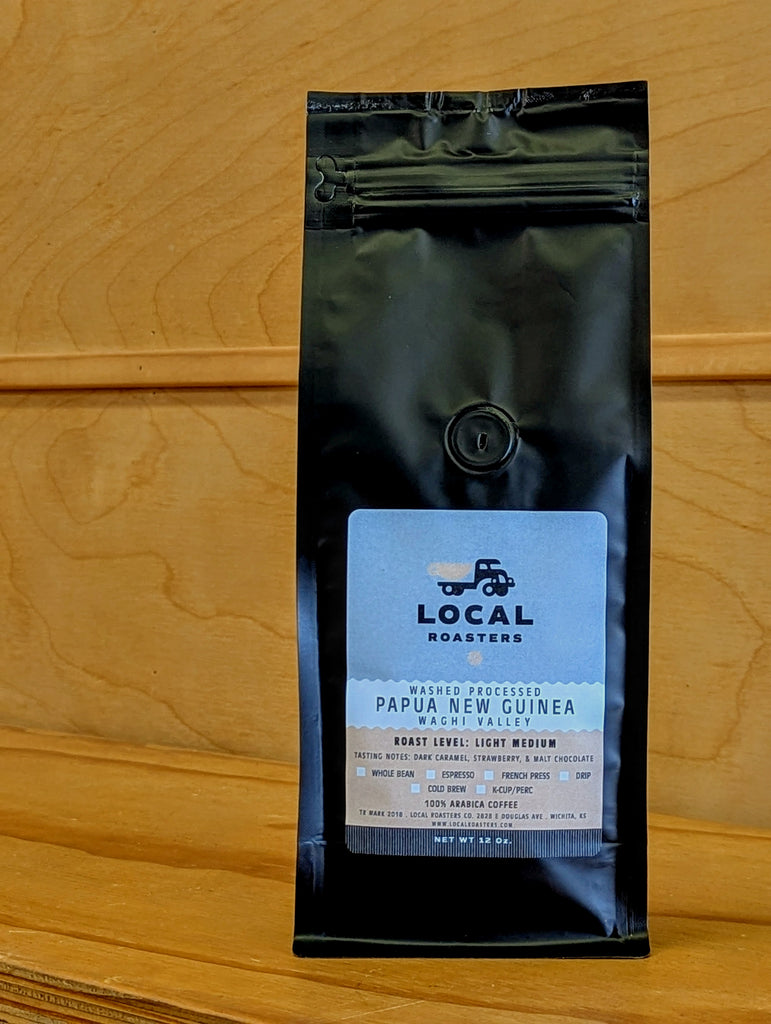 LOCAL
ROASTERS
WASHED PROCESSED
PAPUA NEW GUINEA
WAGHI VALLEY
ROAST LEVEL: LIGHT MEDIUM
TASTING NOTES: DARK CARAMEL, STRAWBERRY, & MALT CHOCOLATE
WHOLE BEAN ESPRESSO FRENCH PRESS DRIP
COLD BREW K-CUP/PERC
100% ARABICA COFFEE
TR MARK 2018 . LOCAL ROASTERS CO. 2828 E DOUGLAS AVE . WICHITA, KS
WWW.LOCALROASTERS.COM
NET WT 12 Oz.